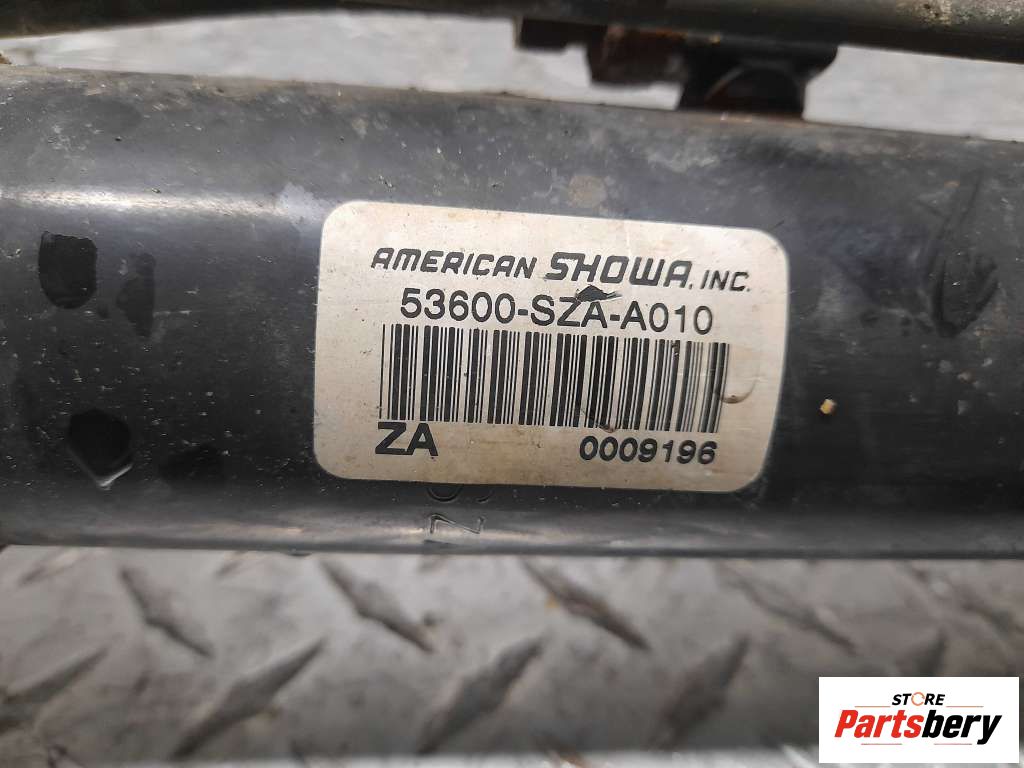 AMERICAN SHOWA, INC.
53600-SZA-A010
ZA 0009196
STORE
Partsbery